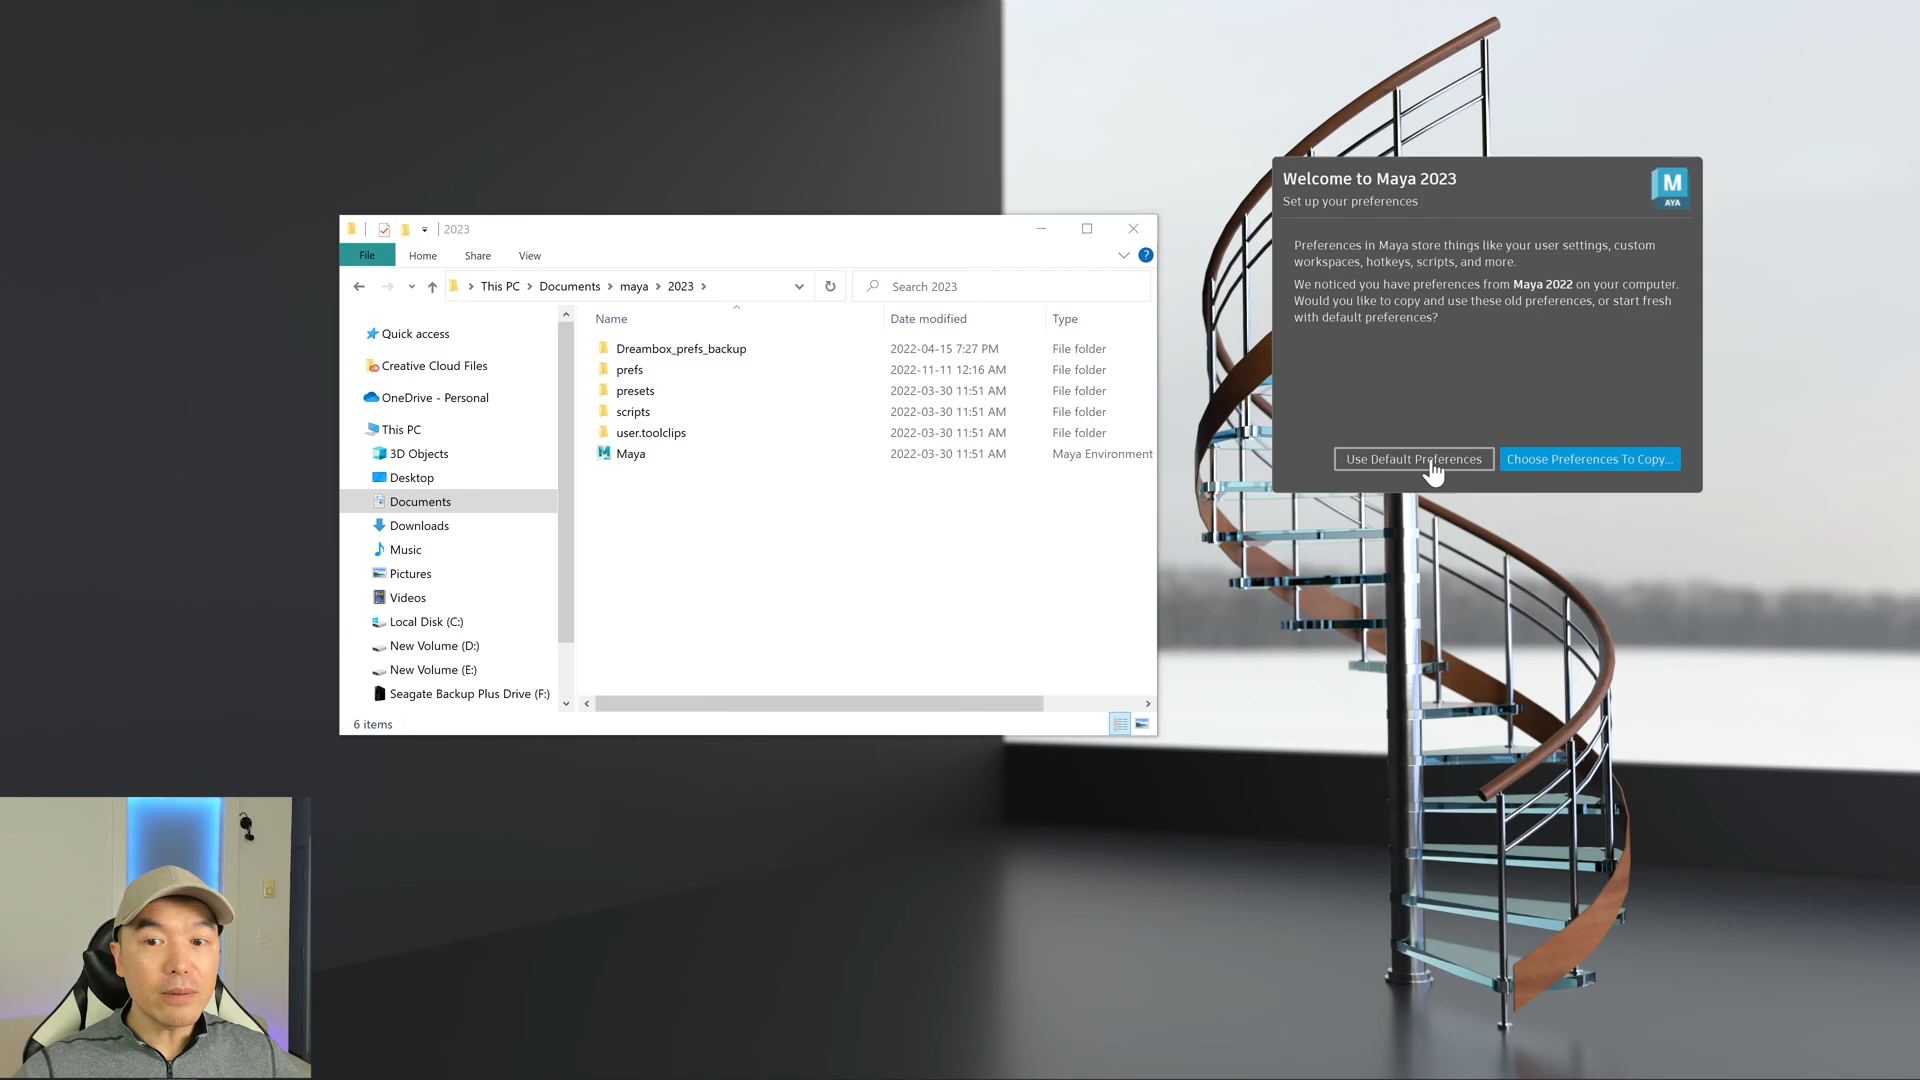 2023
File
Home
Share
View
This PC
Documents
maya
2023
Search 2023
Quick access
Creative Cloud Files
OneDrive - Personal
This PC
3D Objects
Desktop
Documents
Downloads
Music
Pictures
Videos
Local Disk (C:)
New Volume (D:)
New Volume (E:)
Seagate Backup Plus Drive (F:)
Name Date modified Type
Dreambox_prefs_backup 2022-04-15 7:27 PM File folder
prefs 2022-11-11 12:16 AM File folder
presets 2022-03-30 11:51 AM File folder
scripts 2022-03-30 11:51 AM File folder
user.toolclips 2022-03-30 11:51 AM File folder
Maya 2022-03-30 11:51 AM Maya Environment
6 items
Welcome to Maya 2023
Set up your preferences
M
AYA
Preferences in Maya store things like your user settings, custom
workspaces, hotkeys, scripts, and more.
We noticed you have preferences from Maya 2022 on your computer.
Would you like to copy and use these old preferences, or start fresh
with default preferences?
Use Default Preferences
Choose Preferences To Copy...